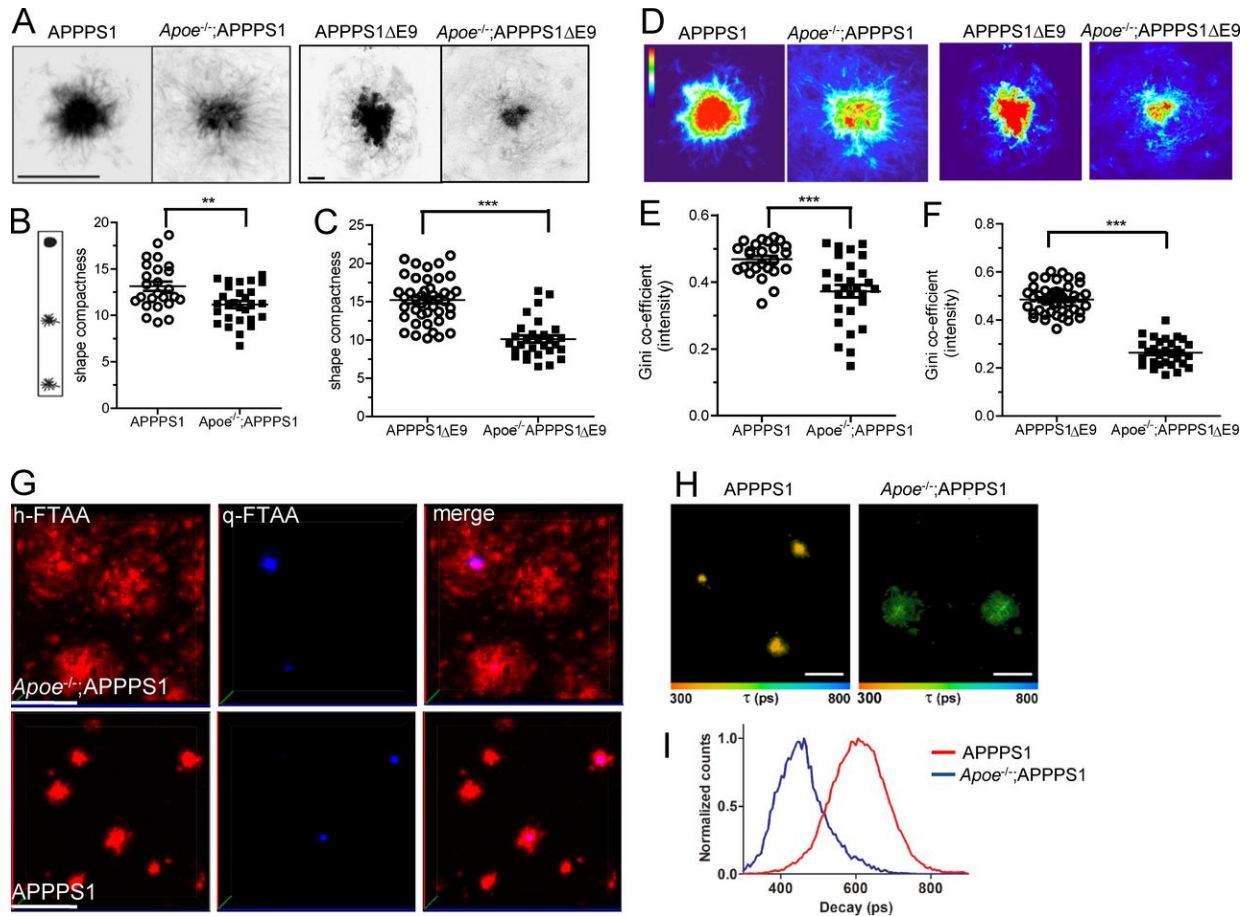 A
APPPS1
Apoe-/-;APPPS1
APPPS1ΔE9
Apoe-/-;APPPS1ΔE9
B
shape compactness
20
15
10
5
0
**
APPPS1
Apoe-/-;APPPS1
C
shape compactness
25
20
15
10
5
0
***
APPPS1ΔE9
Apoe-/-APPPS1ΔE9
D
APPPS1
Apoe-/-;APPPS1
APPPS1ΔE9
Apoe-/-;APPPS1ΔE9
E
Gini co-efficient
(intensity)
0.6
0.4
0.2
0.0
***
APPPS1
Apoe-/-;APPPS1
F
Gini co-efficient
(intensity)
0.8
0.6
0.4
0.2
0.0
***
APPPS1ΔE9
Apoe-/-;APPPS1ΔE9
G
h-FTAA
q-FTAA
merge
Apoe-/-;APPPS1
APPPS1
H
APPPS1
Apoe-/-;APPPS1
300
τ (ps)
800
300
τ (ps)
800
I
Normalized counts
1.0
0.5
0.0
400
600
800
Decay (ps)
APPPS1
Apoe-/-;APPPS1